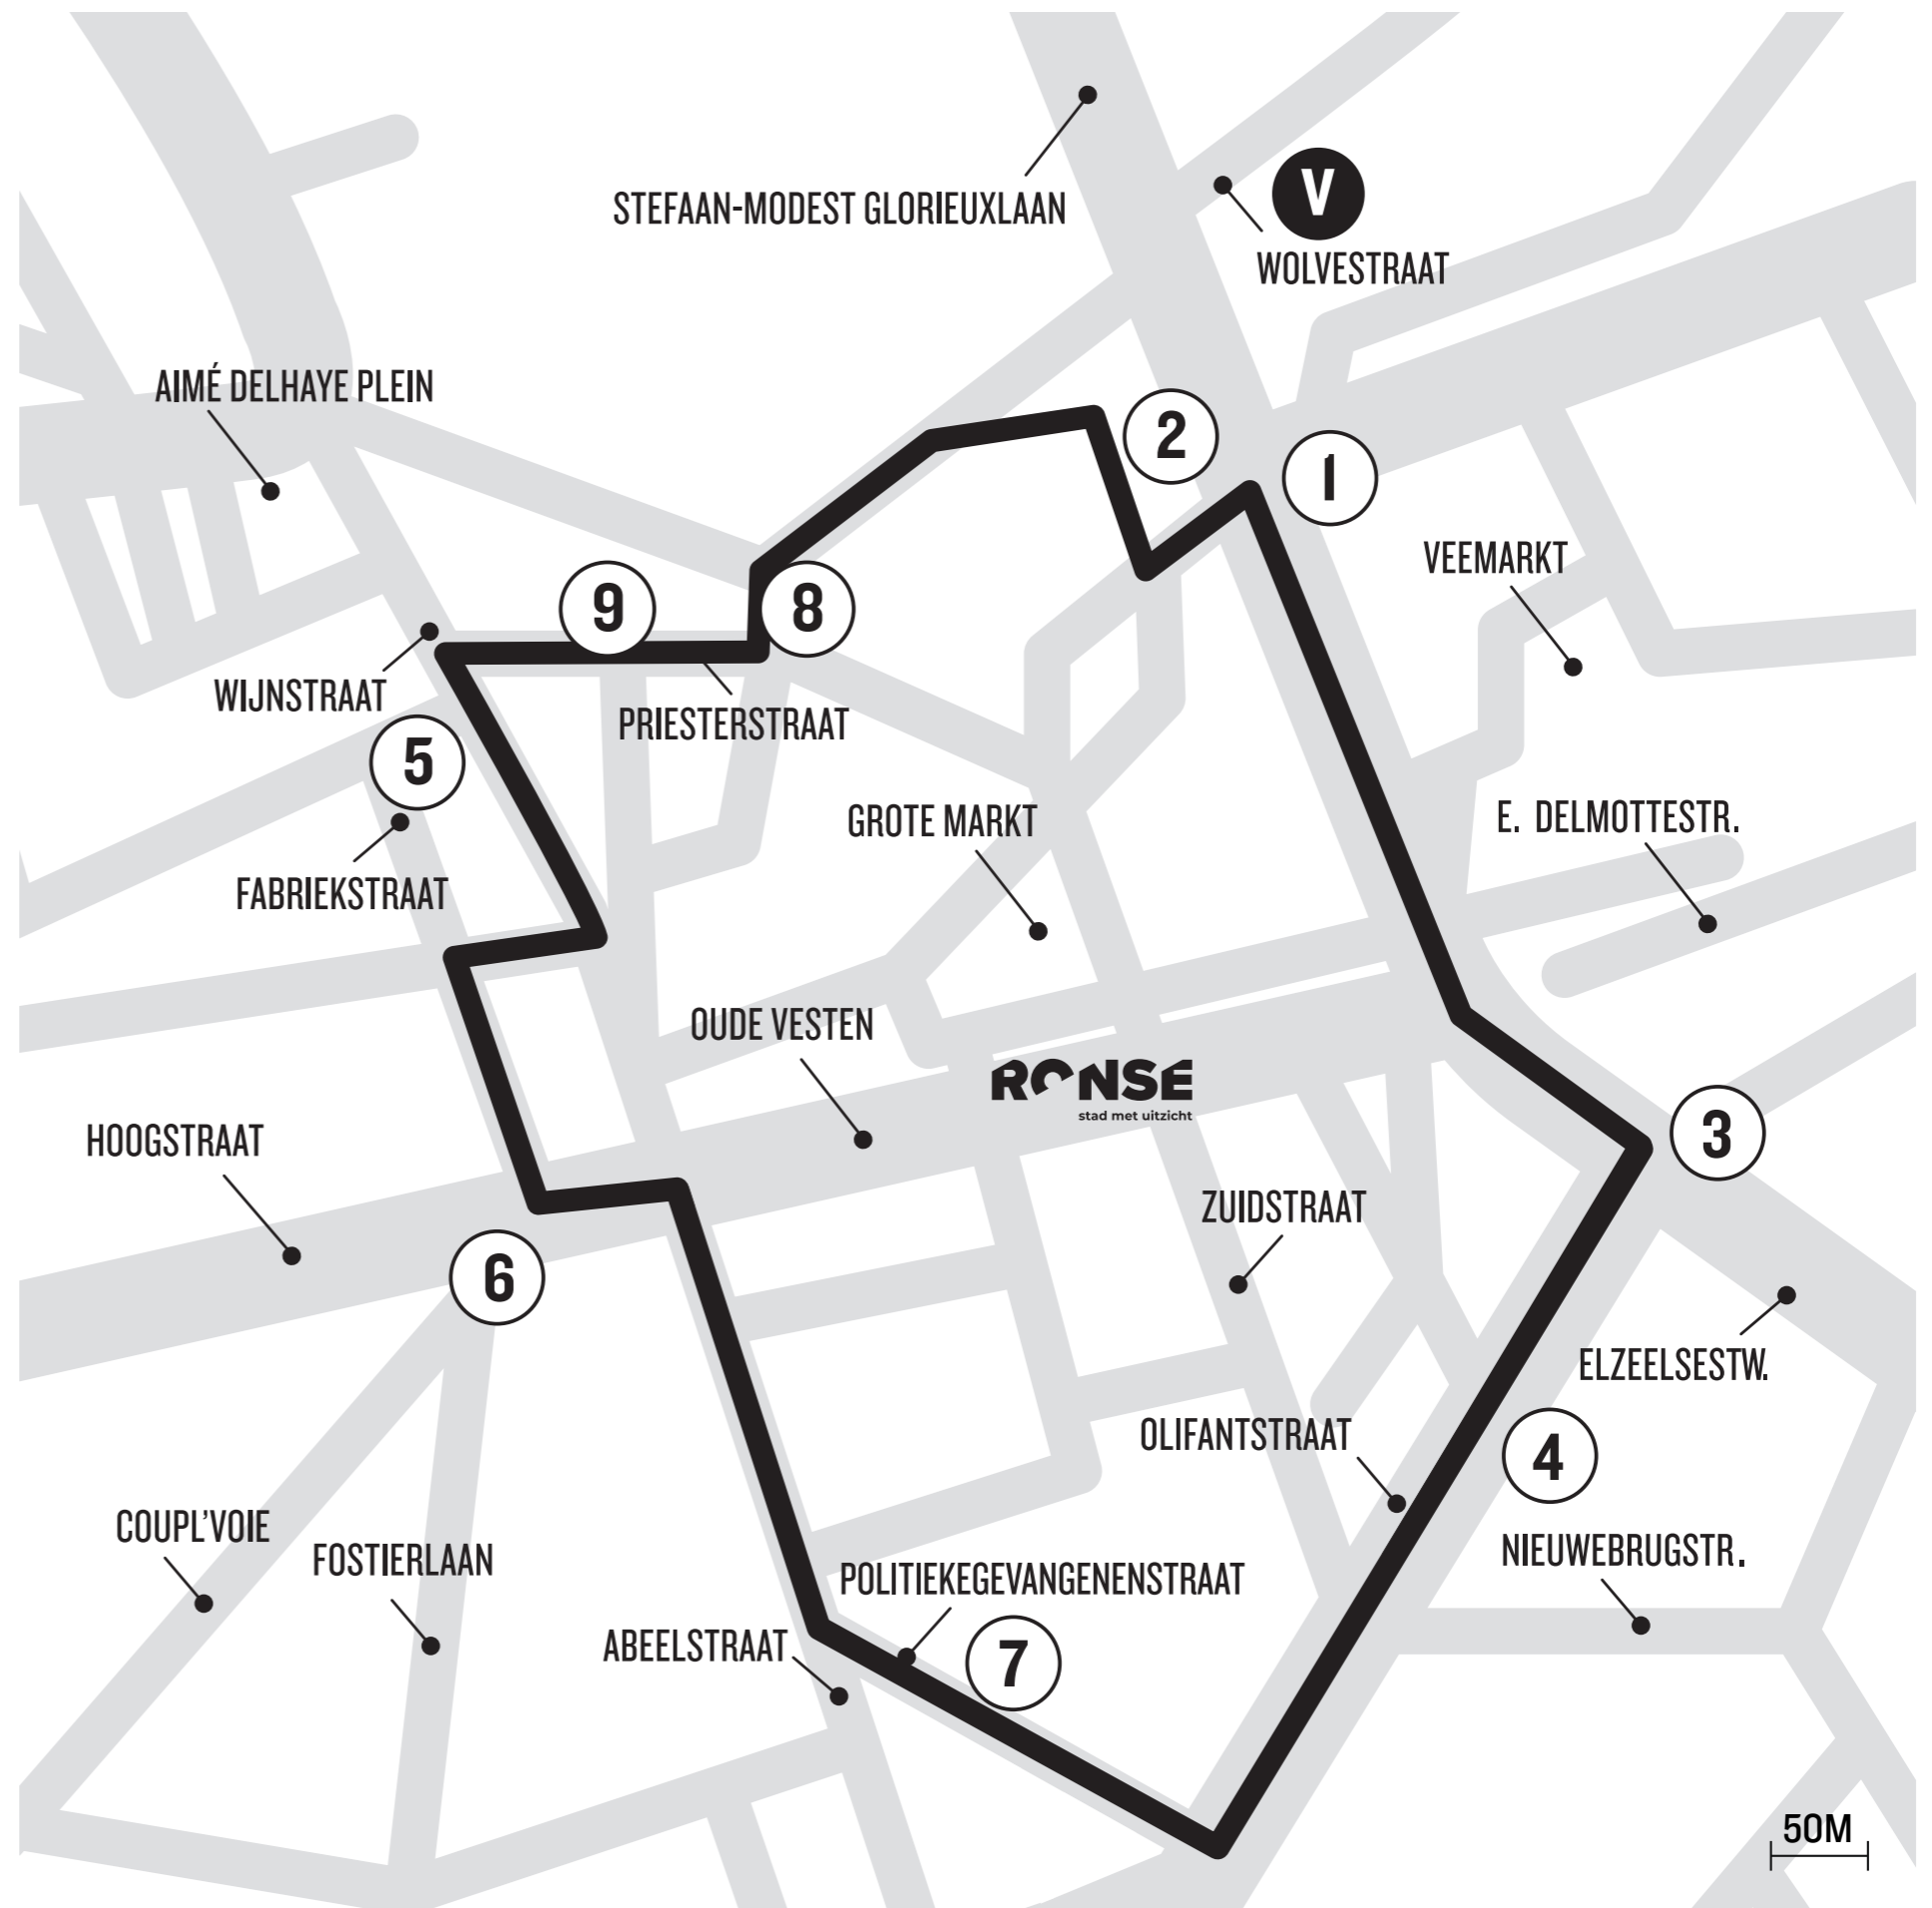 STEFAAN-MODEST GLORIEUXLAAN
V
WOLVESTRAAT
AIMÉ DELHAYE PLEIN
2
1
VEEMARKT
9
8
WIJNSTRAAT
PRIESTERSTRAAT
5
GROTE MARKT
E. DELMOTTESTR.
FABRIEKSTRAAT
OUDE VESTEN
RONSE
stad met uitzicht
HOOGSTRAAT
3
ZUIDSTRAAT
6
ELZEELSESTW.
OLIFANTSTRAAT
4
COUPL'VOIE
FOSTIERLAAN
NIEUWEBRUGSTR.
POLITIEKEGEVANGENENSTRAAT
ABEELSTRAAT
7
50M